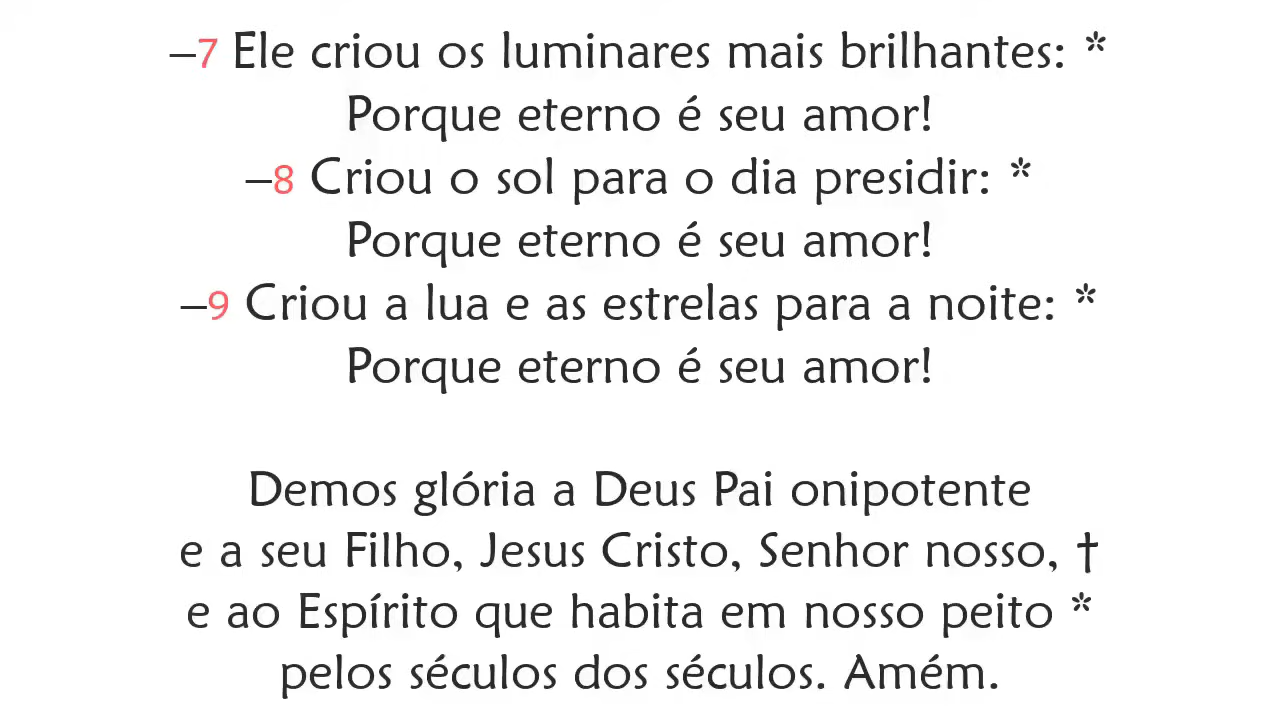 –7 Ele criou os luminares mais brilhantes: *
Porque eterno é seu amor!
–8 Criou o sol para o dia presidir: *
Porque eterno é seu amor!
–9 Criou a lua e as estrelas para a noite: *
Porque eterno é seu amor!
Demos glória a Deus Pai onipotente
e a seu Filho, Jesus Cristo, Senhor nosso, †
e ao Espírito que habita em nosso peito *
pelos séculos dos séculos. Amém.